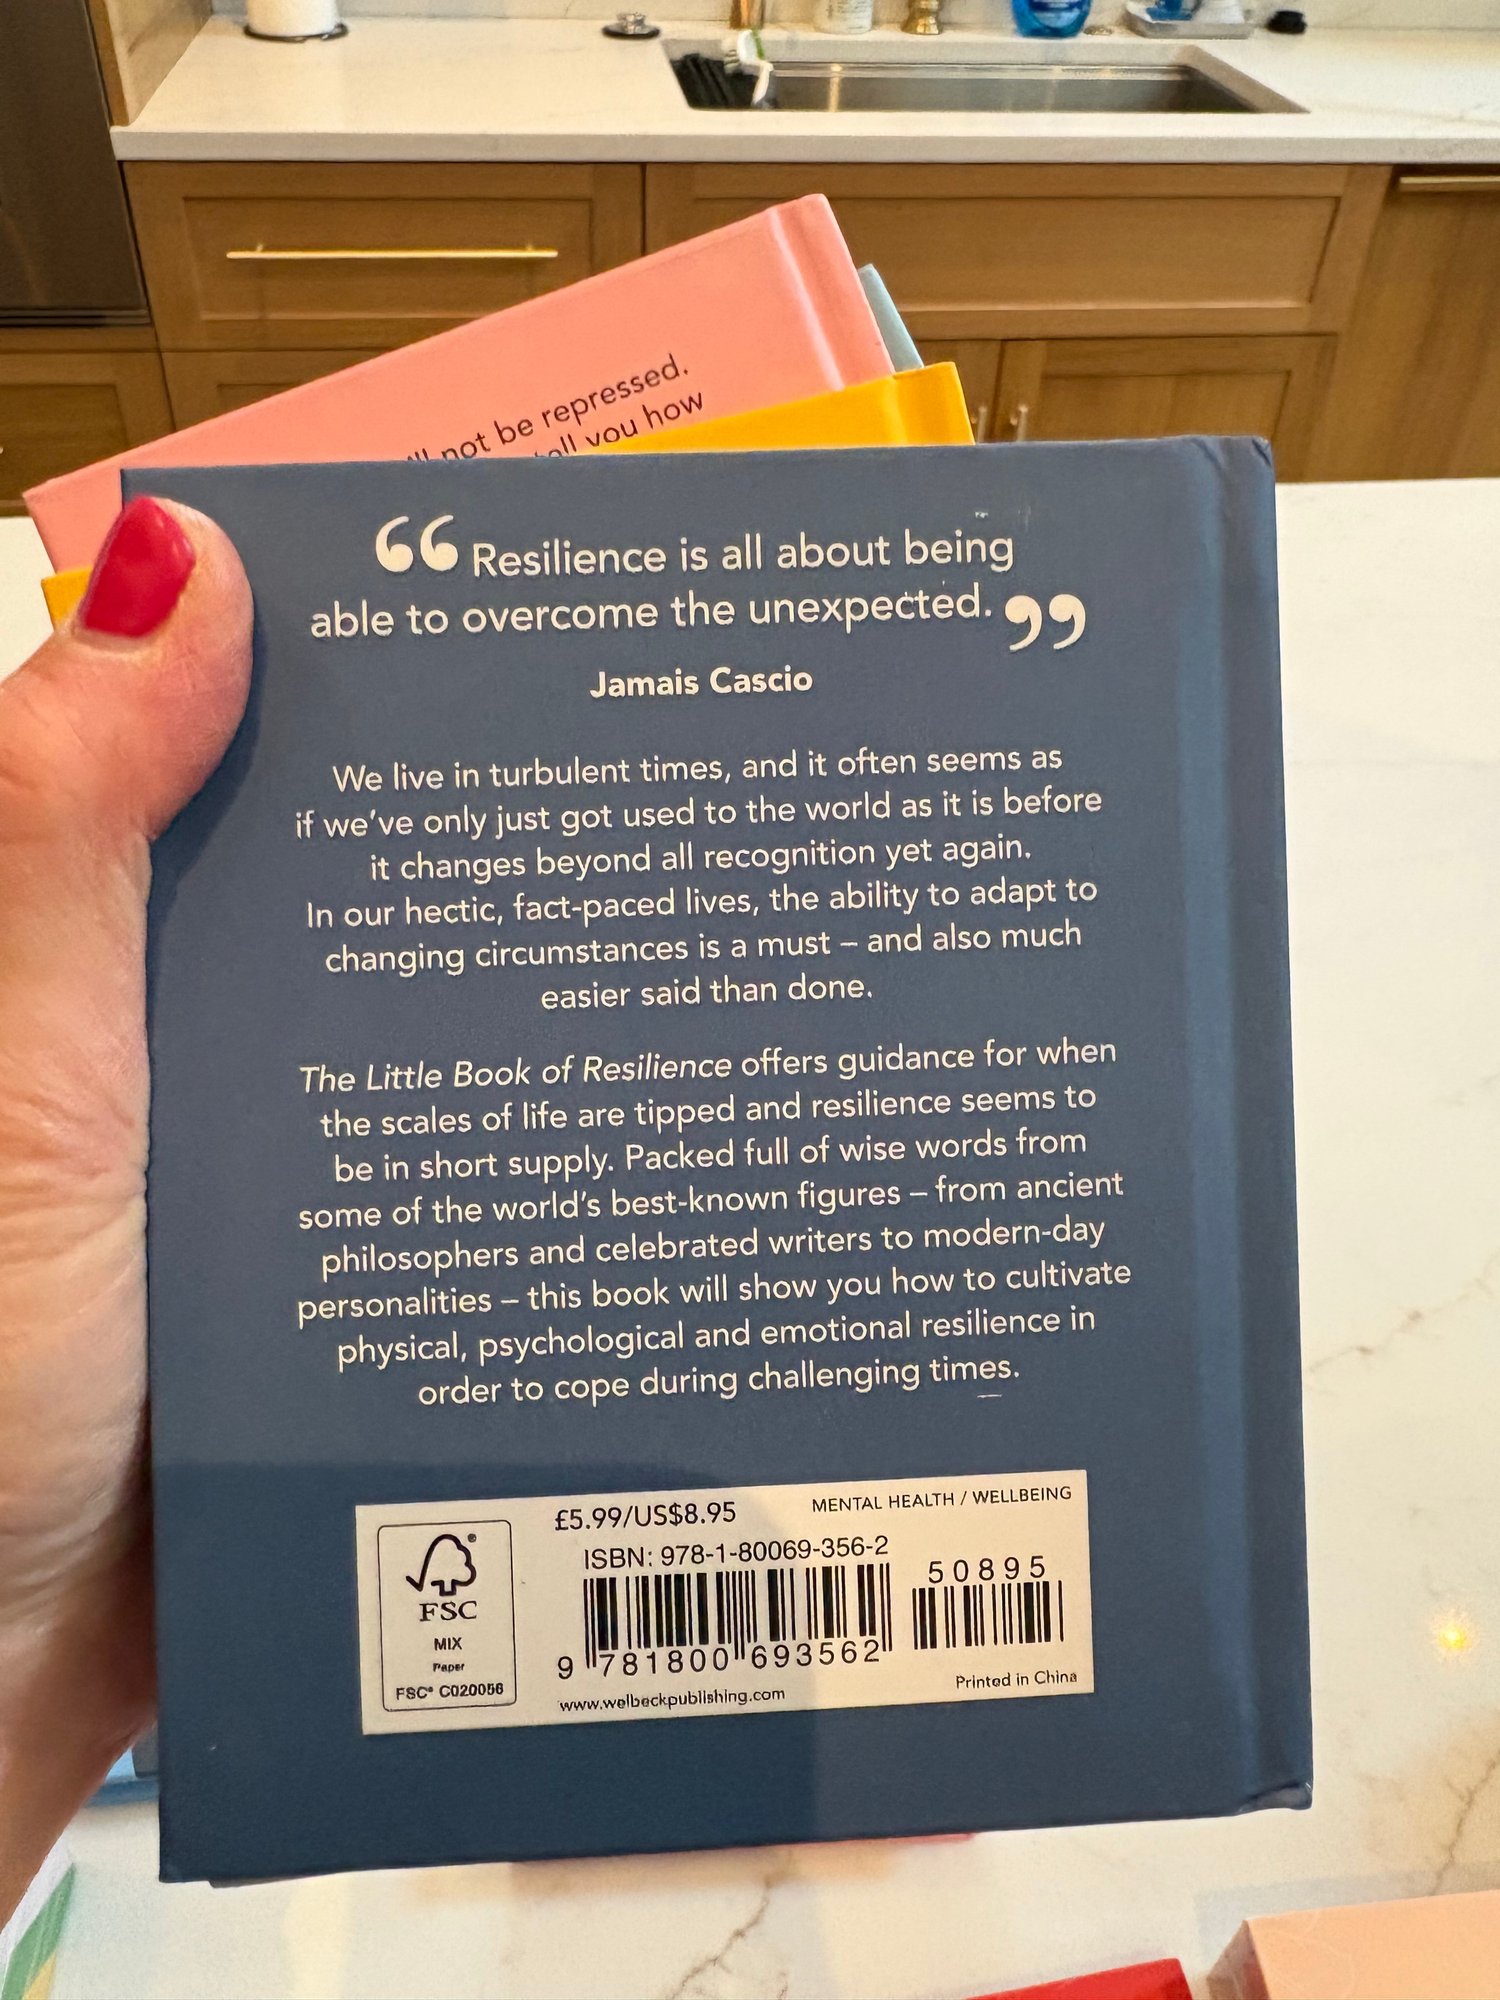 not be repressed.
you how
“Resilience is all about being
able to overcome the unexpected.”
Jamais Cascio
We live in turbulent times, and it often seems as
if we've only just got used to the world as it is before
it changes beyond all recognition yet again.
In our hectic, fact-paced lives, the ability to adapt to
changing circumstances is a must – and also much
easier said than done.
The Little Book of Resilience offers guidance for when
the scales of life are tipped and resilience seems to
be in short supply. Packed full of wise words from
some of the world's best-known figures – from ancient
philosophers and celebrated writers to modern-day
personalities – this book will show you how to cultivate
physical, psychological and emotional resilience in
order to cope during challenging times.
£5.99/US$8.95
MENTAL HEALTH / WELLBEING
ISBN: 978-1-80069-356-2
50895
9 781800 693562
www.welbeckpublishing.com
Printed in China
FSC
MIX
Paper
FSC® C020056